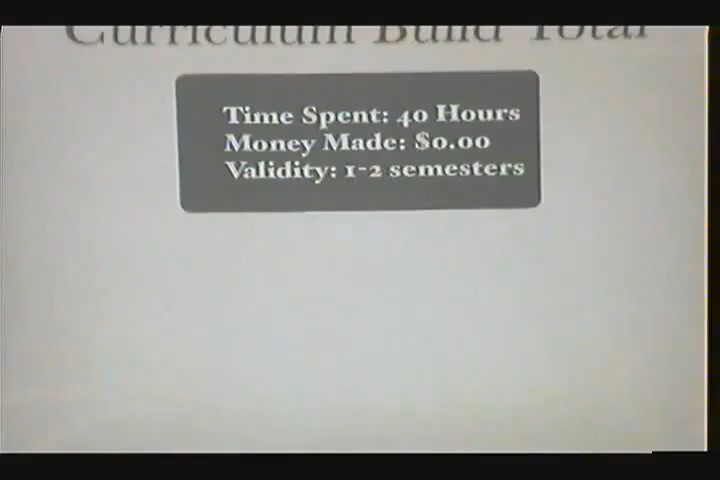 Curriculum Build Total
Time Spent: 40 Hours
Money Made: $0.00
Validity: 1-2 semesters